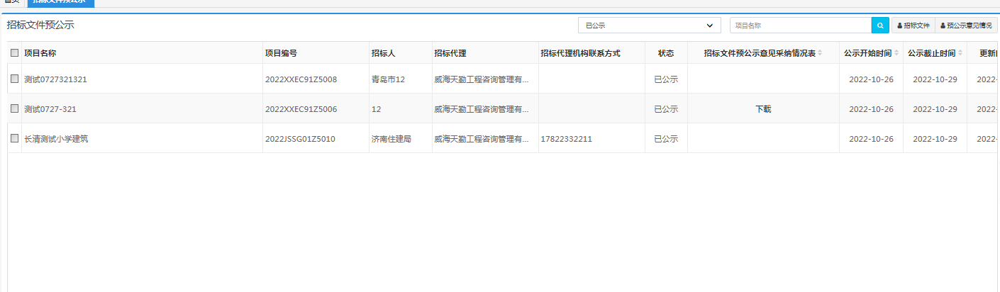 首页 招标文件预公示
招标文件预公示 已公示 项目名称 招标文件 预公示意见情况
项目名称 项目编号 招标人 招标代理 招标代理机构联系方式 状态 招标文件预公示意见采纳情况表 公示开始时间 公示截止时间 更新
测试0727321321 2022XXEC91Z5008 青岛市12 威海天勤工程咨询管理有... 已公示 2022-10-26 2022-10-29 2022-
测试0727-321 2022XXEC91Z5006 12 威海天勤工程咨询管理有... 已公示 下载 2022-10-26 2022-10-29 2022-
长清测试小学建筑 2022JSSG01Z5010 济南住建局 威海天勤工程咨询管理有... 17822332211 已公示 2022-10-26 2022-10-29 2022-